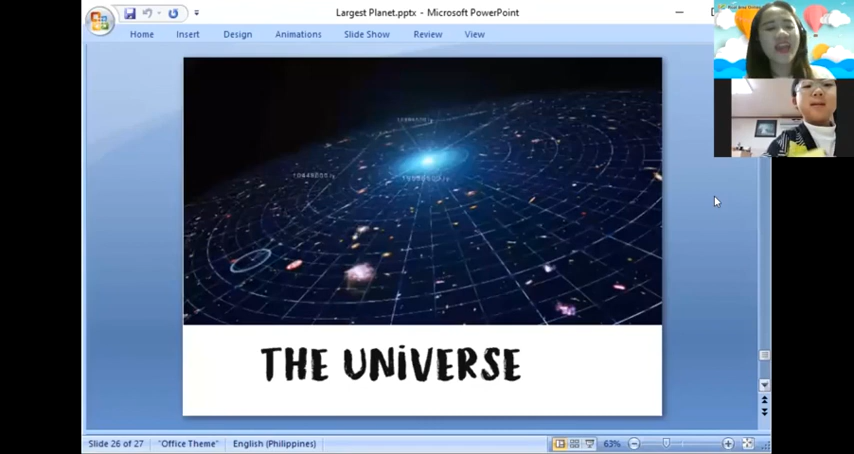 Largest Planet.pptx - Microsoft PowerPoint
Home Insert Design Animations Slide Show Review View
THE UNiVERSE
Slide 26 of 27 "Office Theme" English (Philippines) 63%